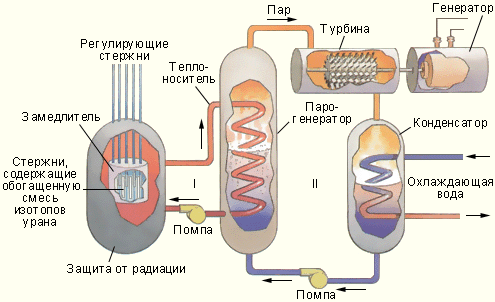 Пар
Генератор
Турбина
Регулирующие
стержни
Тепло-
носитель
Замедлитель
Паро-
генератор
Конденсатор
Стержни,
содержащие
обогащенную
смесь
изотопов
урана
I
II
Охлаждающая
вода
Помпа
Защита от радиации
Помпа